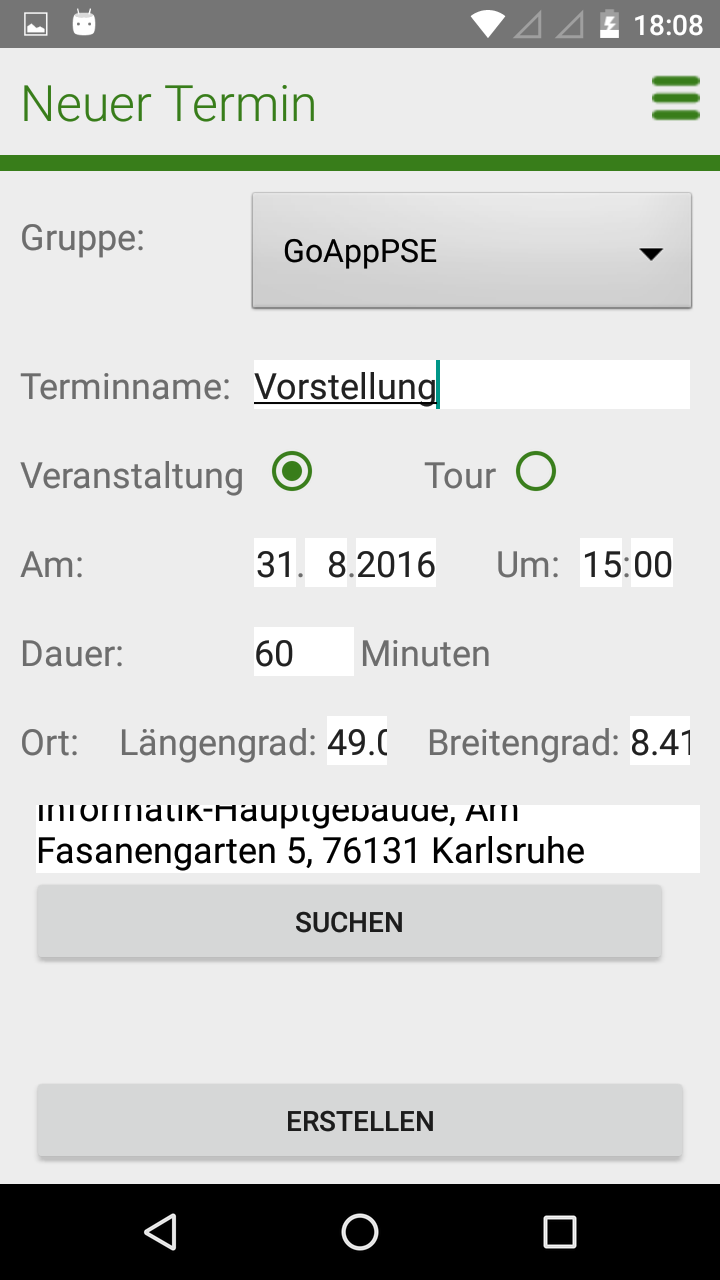 18:08
Neuer Termin
Gruppe: GoAppPSE
Terminname: Vorstellung
Veranstaltung Tour
Am: 31. 8.2016 Um: 15:00
Dauer: 60 Minuten
Ort: Längengrad: 49.0 Breitengrad: 8.41
Informatik-Hauptgebäude, Am
Fasanengarten 5, 76131 Karlsruhe
SUCHEN
ERSTELLEN